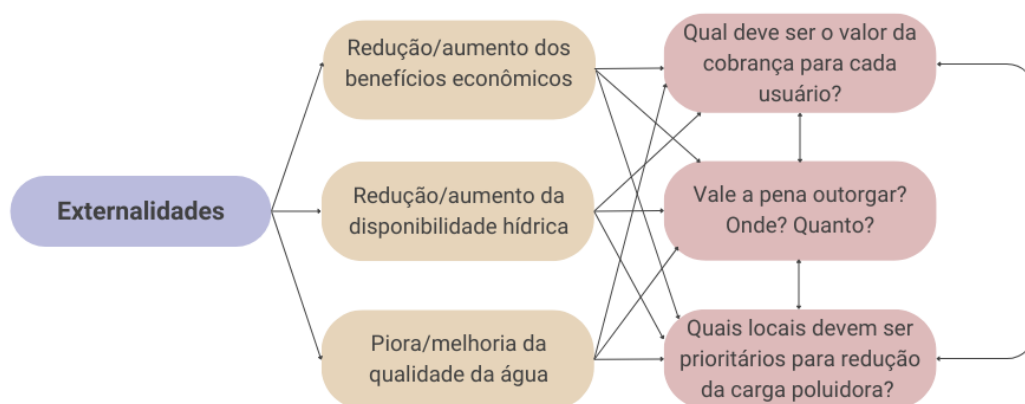 Externalidades
Redução/aumento dos
benefícios econômicos
Redução/aumento da
disponibilidade hídrica
Piora/melhoria da
qualidade da água
Qual deve ser o valor da
cobrança para cada
usuário?
Vale a pena outorgar?
Onde? Quanto?
Quais locais devem ser
prioritários para redução
da carga poluidora?